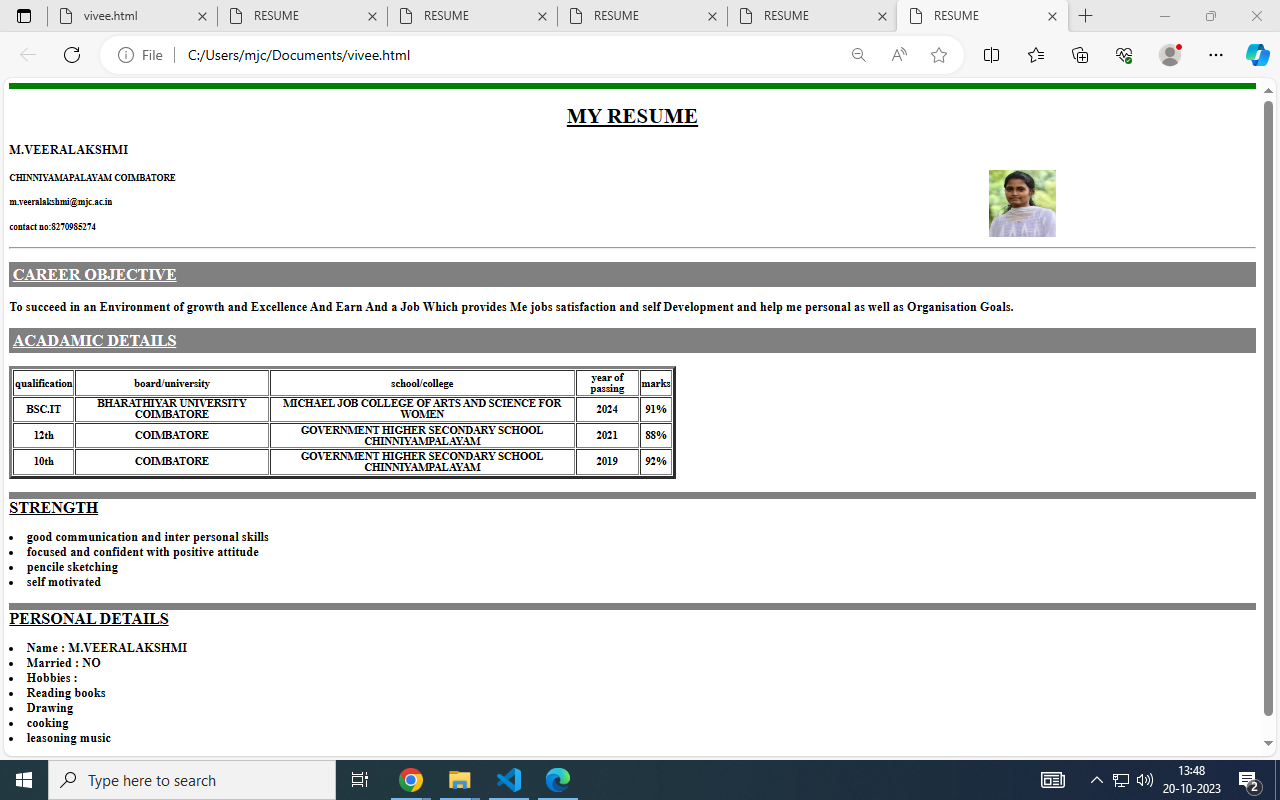 vivee.html RESUME RESUME RESUME RESUME RESUME
File C:/Users/mjc/Documents/vivee.html
MY RESUME
M.VEERALAKSHMI
CHINNIYAMAPALAYAM COIMBATORE
m.veeralakshmi@mjc.ac.in
contact no:8270985274
CAREER OBJECTIVE
To succeed in an Environment of growth and Excellence And Earn And a Job Which provides Me jobs satisfaction and self Development and help me personal as well as Organisation Goals.
ACADAMIC DETAILS
qualification board/university school/college year of passing marks
BSC.IT BHARATHIYAR UNIVERSITY COIMBATORE MICHAEL JOB COLLEGE OF ARTS AND SCIENCE FOR WOMEN 2024 91%
12th COIMBATORE GOVERNMENT HIGHER SECONDARY SCHOOL CHINNIYAMPALAYAM 2021 88%
10th COIMBATORE GOVERNMENT HIGHER SECONDARY SCHOOL CHINNIYAMPALAYAM 2019 92%
STRENGTH
good communication and inter personal skills
focused and confident with positive attitude
pencile sketching
self motivated
PERSONAL DETAILS
Name : M.VEERALAKSHMI
Married : NO
Hobbies :
Reading books
Drawing
cooking
leasoning music
Type here to search
13:48
20-10-2023
2